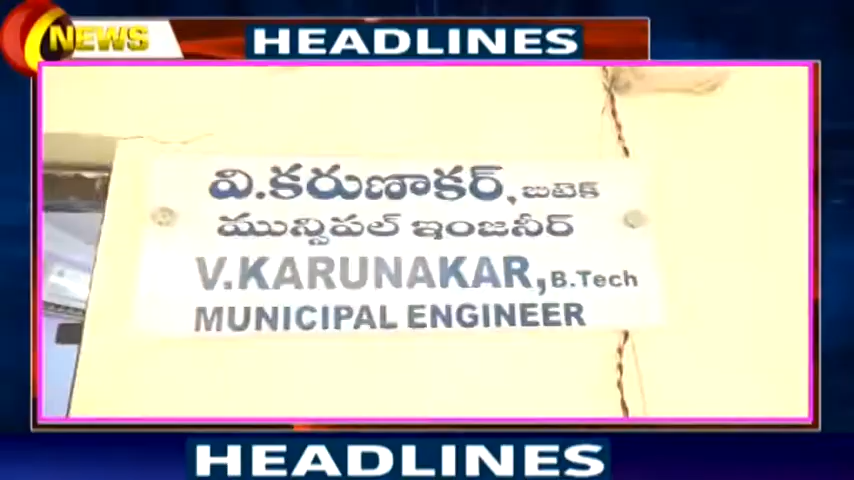 NEWS
HEADLINES
వి.కరుణాకర్, బుటెక్
మున్సిపల్ ఇంజనీర్
V.KARUNAKAR, B.Tech
MUNICIPAL ENGINEER
HEADLINES